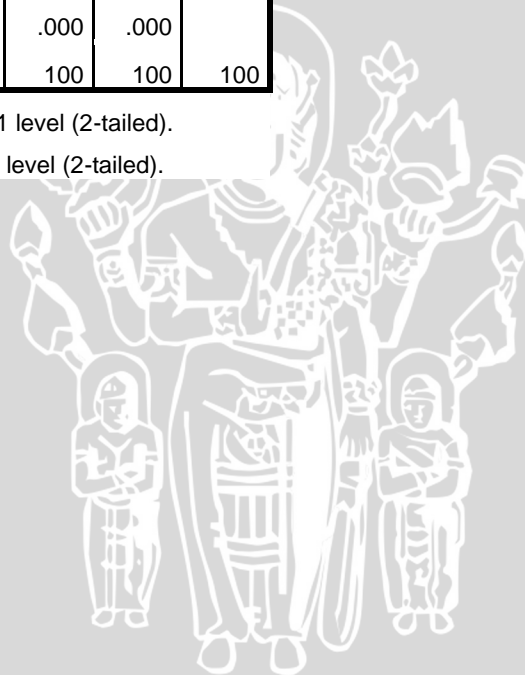 .000 .000
100 100 100
1 level (2-tailed).
level (2-tailed).